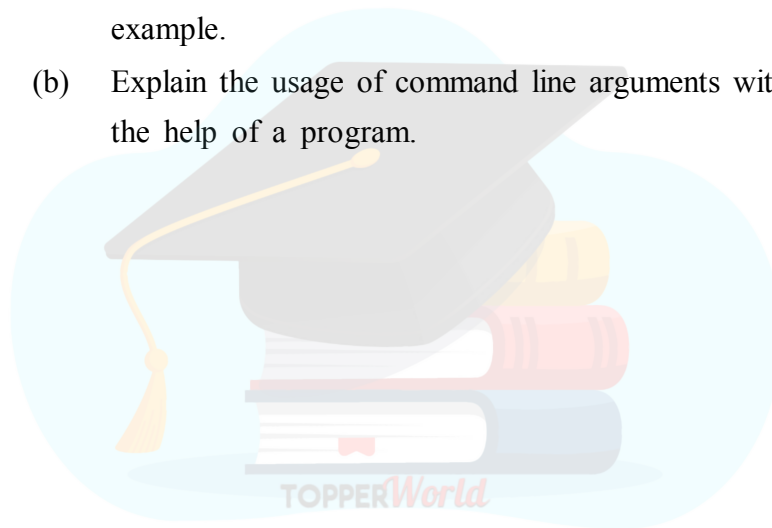 example.
(b) Explain the usage of command line arguments wit
the help of a program.
TOPPERWorld